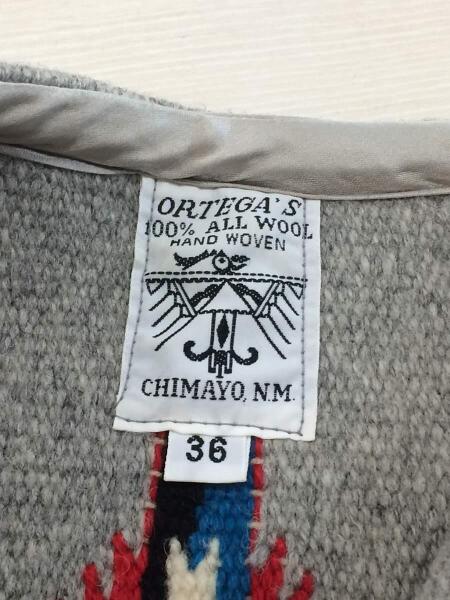 ORTEGA'S
100% ALL WOOL
HAND WOVEN
CHIMAYO, N.M.
36